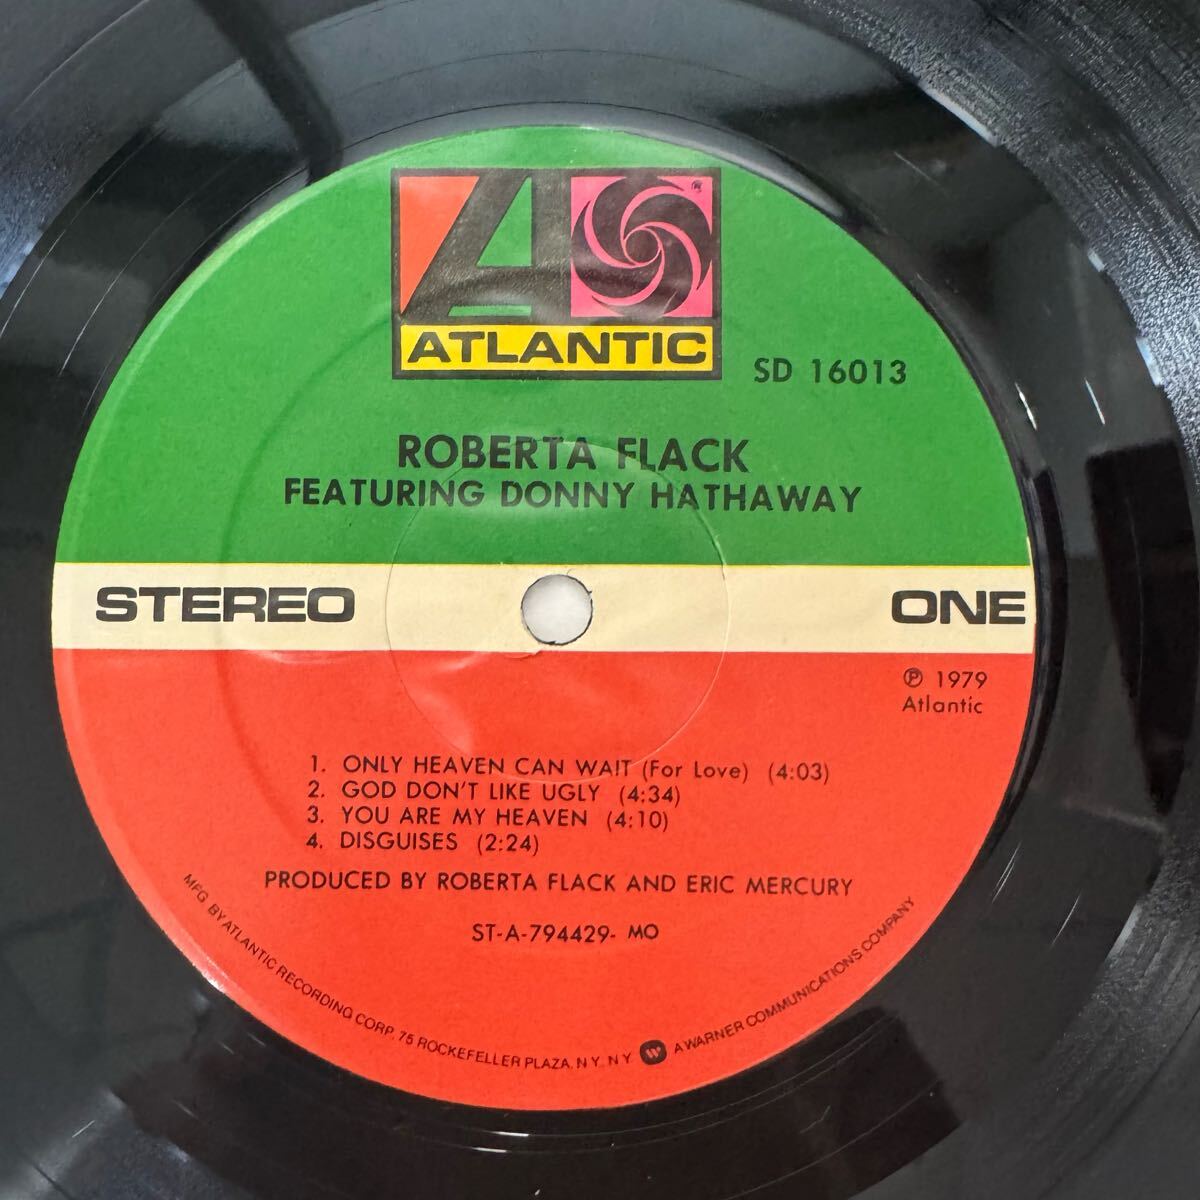 ATLANTIC
SD 16013
ROBERTA FLACK
FEATURING DONNY HATHAWAY
STEREO
ONE
℗ 1979
Atlantic
1. ONLY HEAVEN CAN WAIT (For Love) (4:03)
2. GOD DON'T LIKE UGLY (4:34)
3. YOU ARE MY HEAVEN (4:10)
4. DISGUISES (2:24)
PRODUCED BY ROBERTA FLACK AND ERIC MERCURY
ST-A-794429- MO
MFG BY ATLANTIC RECORDING CORP. 75 ROCKEFELLER PLAZA. N.Y. N.Y. A WARNER COMMUNICATIONS COMPANY